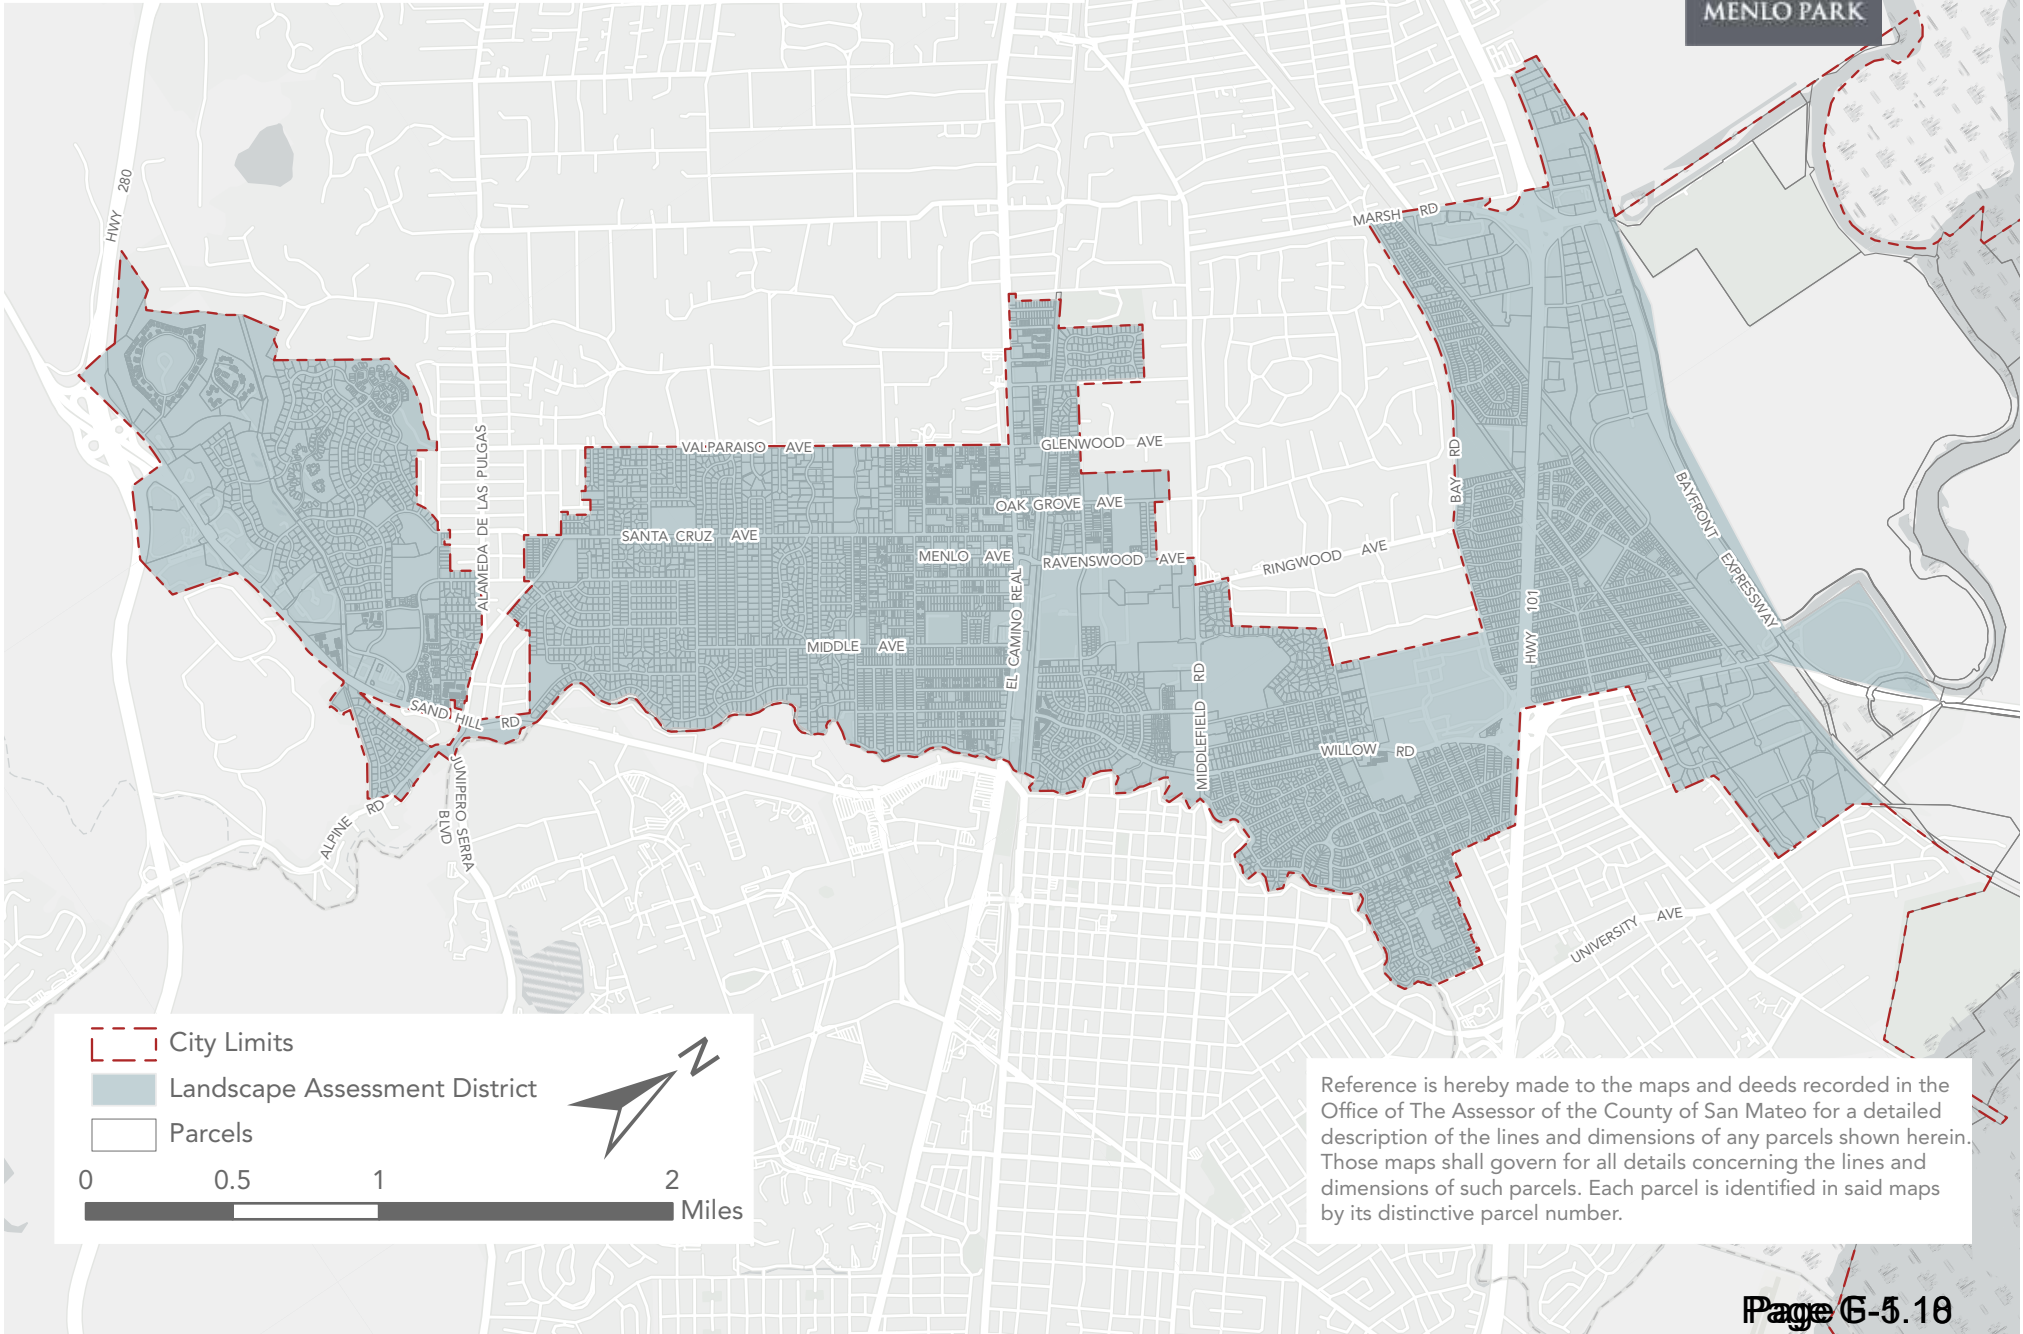 MENLO PARK
HWY 280
MARSH RD
VALPARAISO AVE
GLENWOOD AVE
ALAMEDA DE LAS PULGAS
BAY RD
OAK GROVE AVE
SANTA CRUZ AVE
MENLO AVE
RAVENSWOOD AVE
RINGWOOD AVE
BAYFRONT EXPRESSWAY
HWY 101
EL CAMINO REAL
MIDDLE AVE
MIDDLEFIELD RD
SAND HILL RD
WILLOW RD
ALPINE RD
JUNIPERO SERRA
BLVD
UNIVERSITY AVE
City Limits
Landscape Assessment District
Parcels
N
0 0.5 1 2
Miles
Reference is hereby made to the maps and deeds recorded in the
Office of The Assessor of the County of San Mateo for a detailed
description of the lines and dimensions of any parcels shown herein.
Those maps shall govern for all details concerning the lines and
dimensions of such parcels. Each parcel is identified in said maps
by its distinctive parcel number.
Page